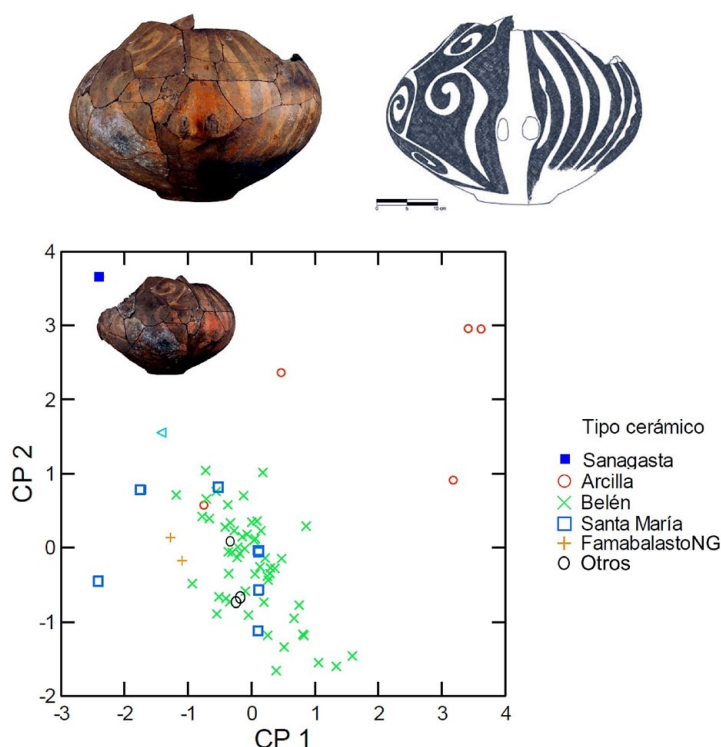 0 5 10 cm
4
3
2
1
0
-1
-2
CP 2
-3 -2 -1 0 1 2 3 4
CP 1
Tipo cerámico
Sanagasta
Arcilla
Belén
Santa María
FamabalastoNG
Otros